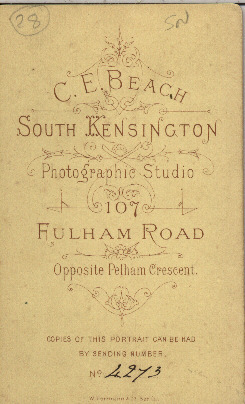 28
SN
C. E. BEACH
SOUTH KENSINGTON
Photographic Studio
107
FULHAM ROAD
Opposite Pelham Crescent.
COPIES OF THIS PORTRAIT CAN BE HAD
BY SENDING NUMBER,
No 4273